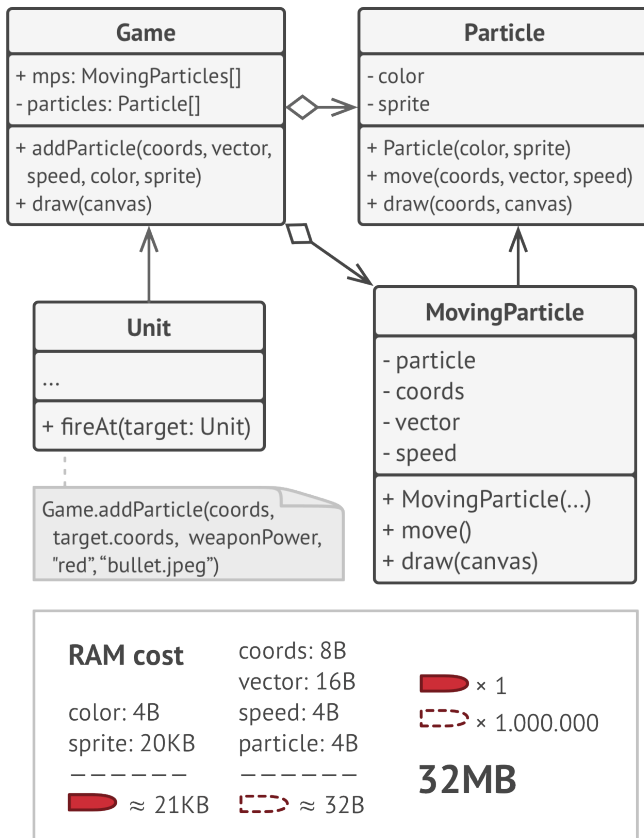 Game
+ mps: MovingParticles[]
- particles: Particle[]
+ addParticle(coords, vector,
speed, color, sprite)
+ draw(canvas)
Particle
- color
- sprite
+ Particle(color, sprite)
+ move(coords, vector, speed)
+ draw(coords, canvas)
Unit
...
+ fireAt(target: Unit)
Game.addParticle(coords,
target.coords, weaponPower,
"red",“bullet.jpeg”)
MovingParticle
- particle
- coords
- vector
- speed
+ MovingParticle(...)
+ move()
+ draw(canvas)
RAM cost
color: 4B
sprite: 20KB
——————
≈ 21KB
coords: 8B
vector: 16B
speed: 4B
particle: 4B
——————
≈ 32B
× 1
× 1.000.000
32MB